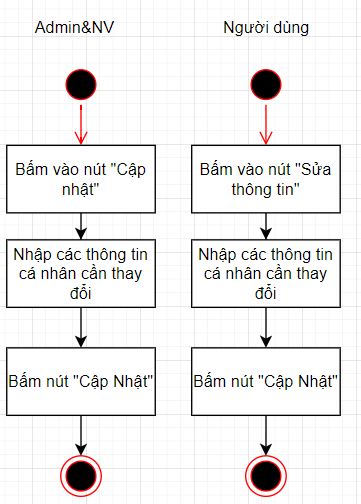 Admin&NV
Người dùng
Bấm vào nút "Cập
nhật"
Bấm vào nút "Sửa
thông tin"
Nhập các thông tin
cá nhân cần thay
đổi
Nhập các thông tin
cá nhân cần thay
đổi
Bấm nút "Cập Nhật"
Bấm nút "Cập Nhật"